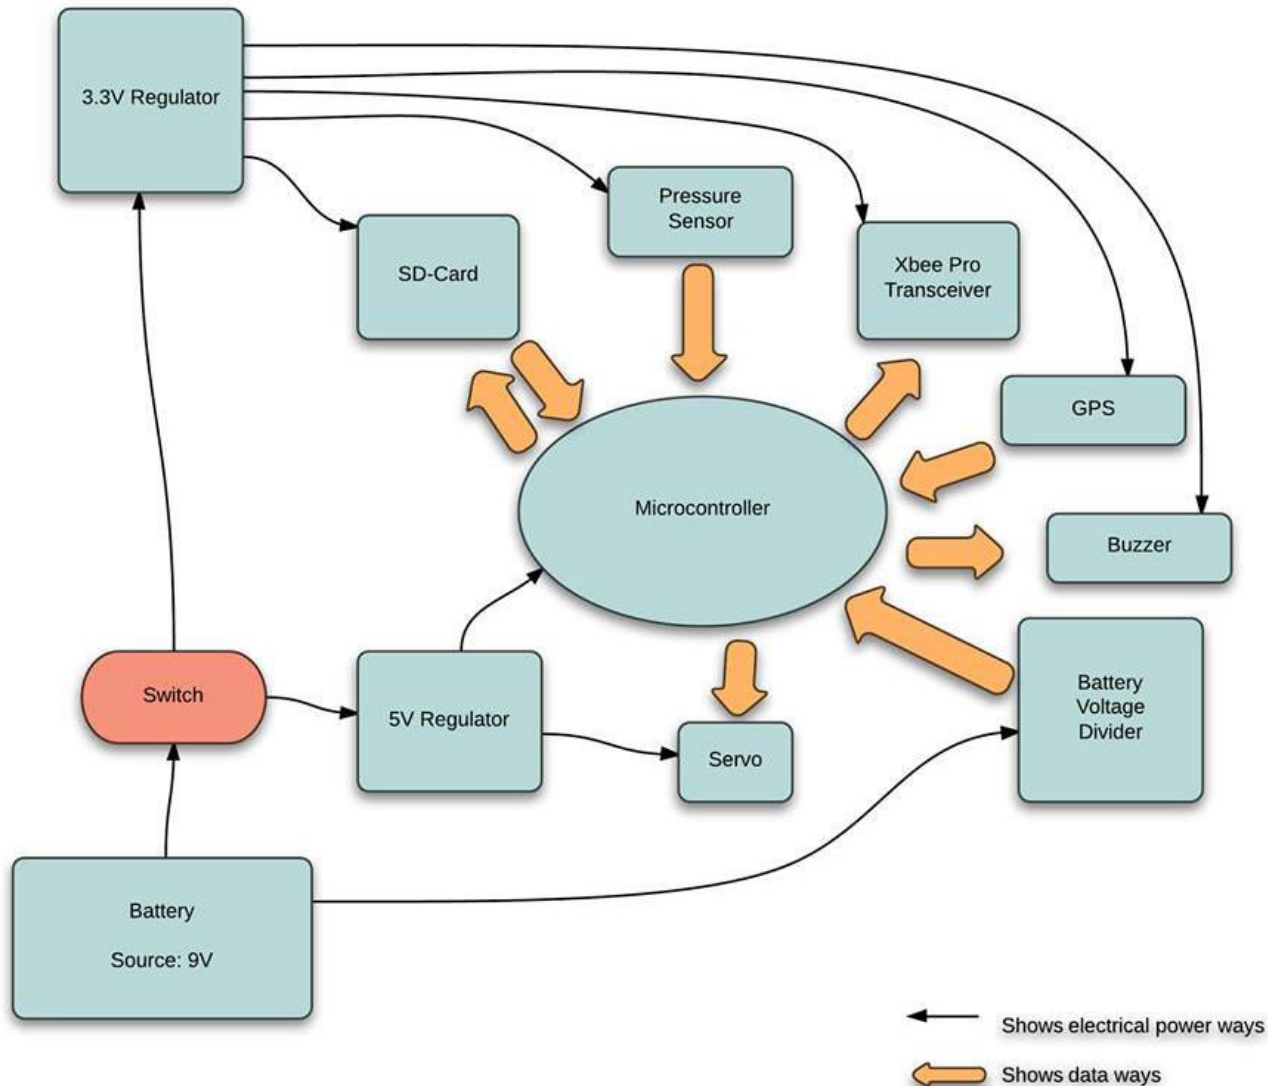 3.3V Regulator
Pressure
Sensor
SD-Card
Xbee Pro
Transceiver
GPS
Microcontroller
Buzzer
Switch
5V Regulator
Servo
Battery
Voltage
Divider
Battery
Source: 9V
Shows electrical power ways
Shows data ways